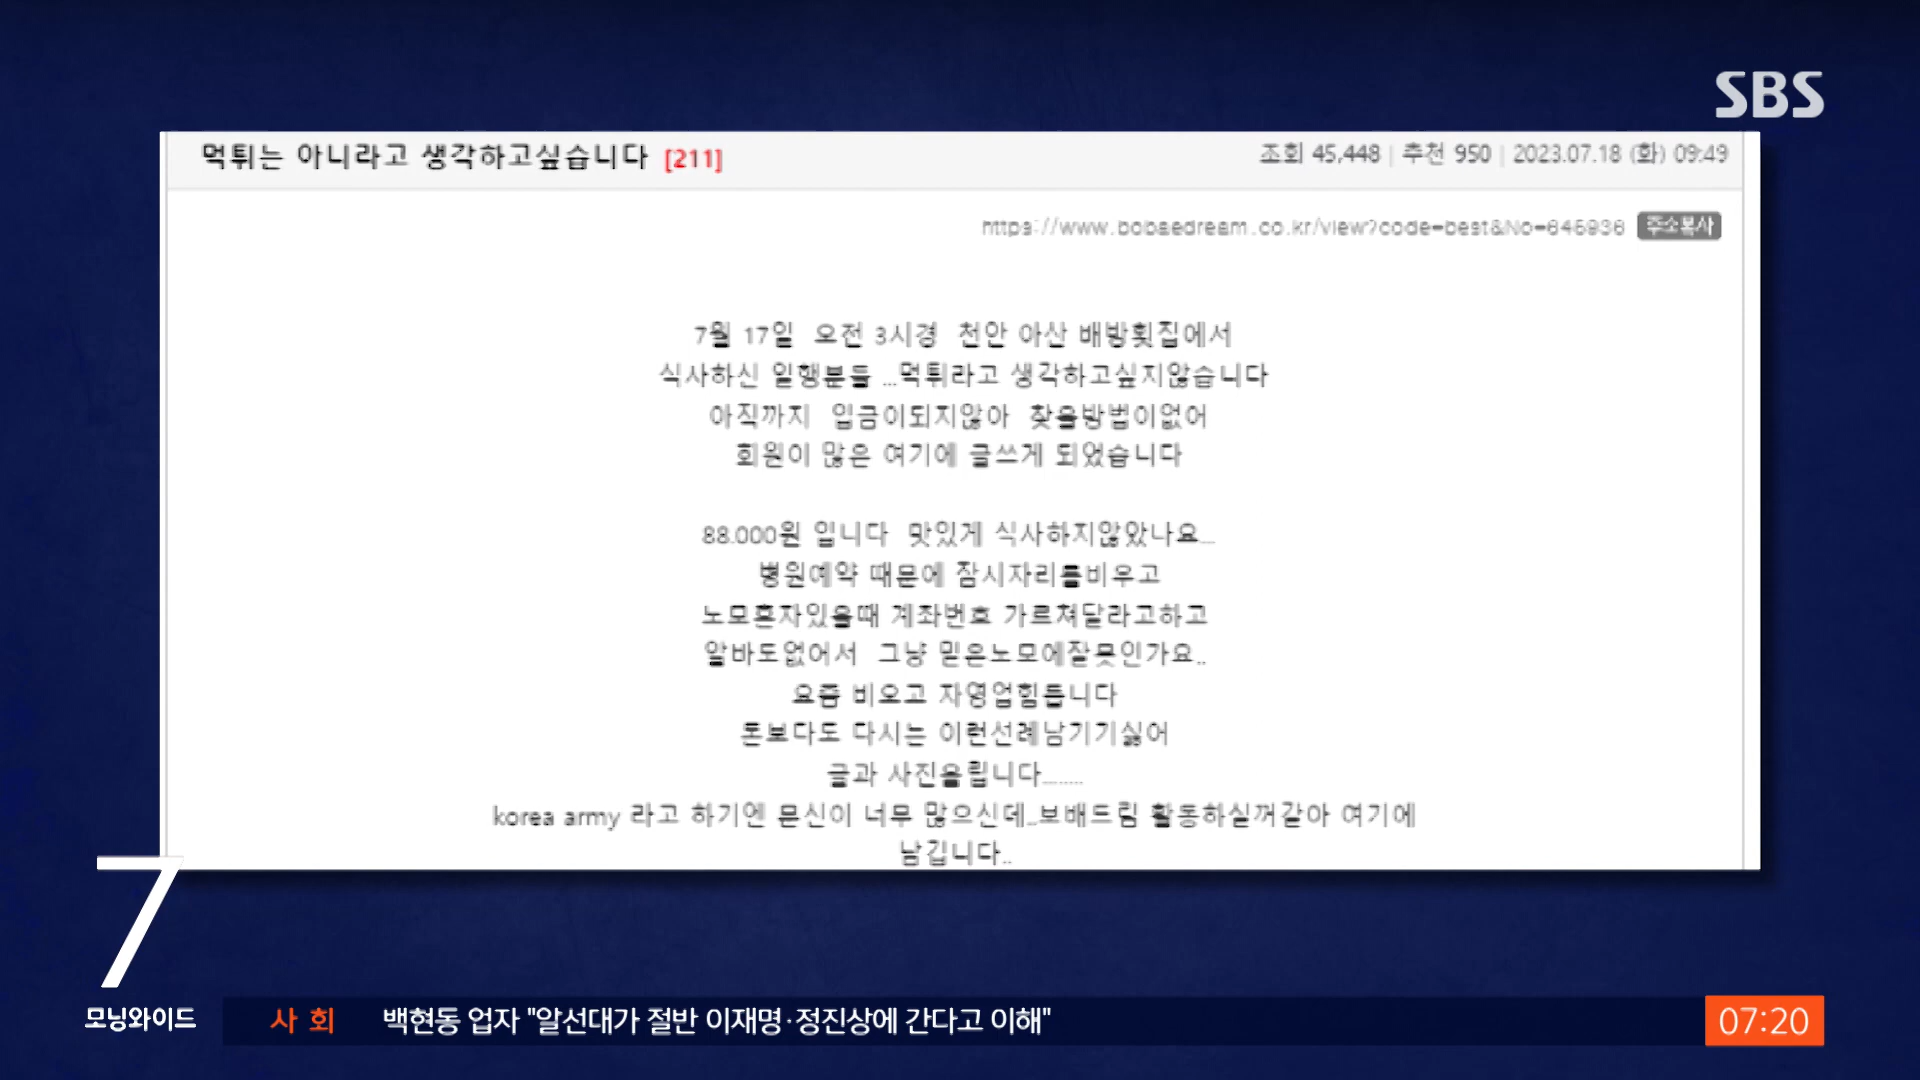 SBS
먹튀는 아니라고 생각하고싶습니다 [211]
조회 45,448 | 추천 950 | 2023.07.18 (화) 09:49
https://www.bobaedream.co.kr/view?code=best&No=645936 주소복사
7월 17일 오전 3시경 천안 아산 배방횟집에서
식사하신 일행분들 ...먹튀라고 생각하고싶지않습니다
아직까지 입금이되지않아 찾을방법이없어
회원이 많은 여기에 글쓰게 되었습니다
88.000원 입니다 맛있게 식사하지않았나요...
병원예약 때문에 잠시자리를비우고
노모혼자있을때 계좌번호 가르쳐달라고하고
알바도없어서 그냥 믿은노모에잘못인가요..
요즘 비오고 자영업힘듭니다
돈보다도 다시는 이런선례남기기싫어
글과 사진올립니다........
korea army 라고 하기엔 문신이 너무 많으신데..보배드림 활동하실꺼같아 여기에
남깁니다..
7
모닝와이드
사회 백현동 업자 "알선대가 절반 이재명·정진상에 간다고 이해"
07:20